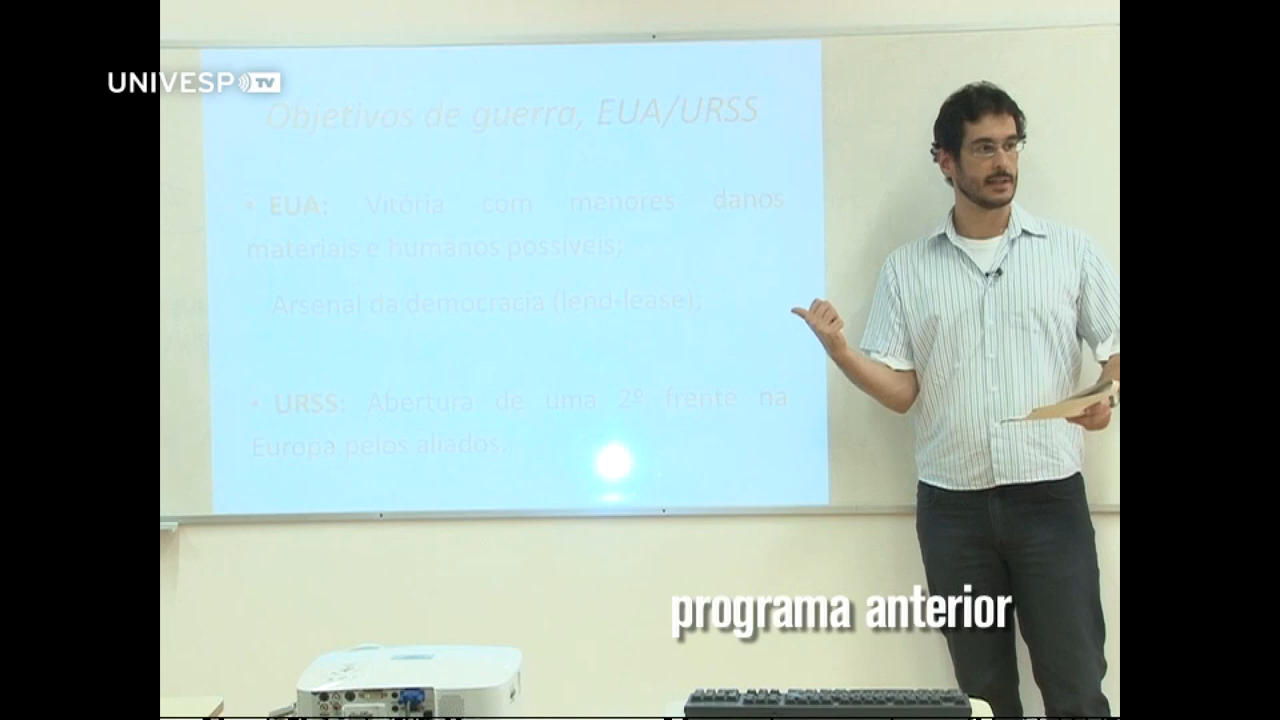 UNIVESP TV
Objetivos de guerra, EUA/URSS
• EUA: Vitória com menores danos
materiais e humanos possíveis;
Arsenal da democracia (lend-lease);
• URSS: Abertura de uma 2ª frente na
Europa pelos aliados.
programa anterior